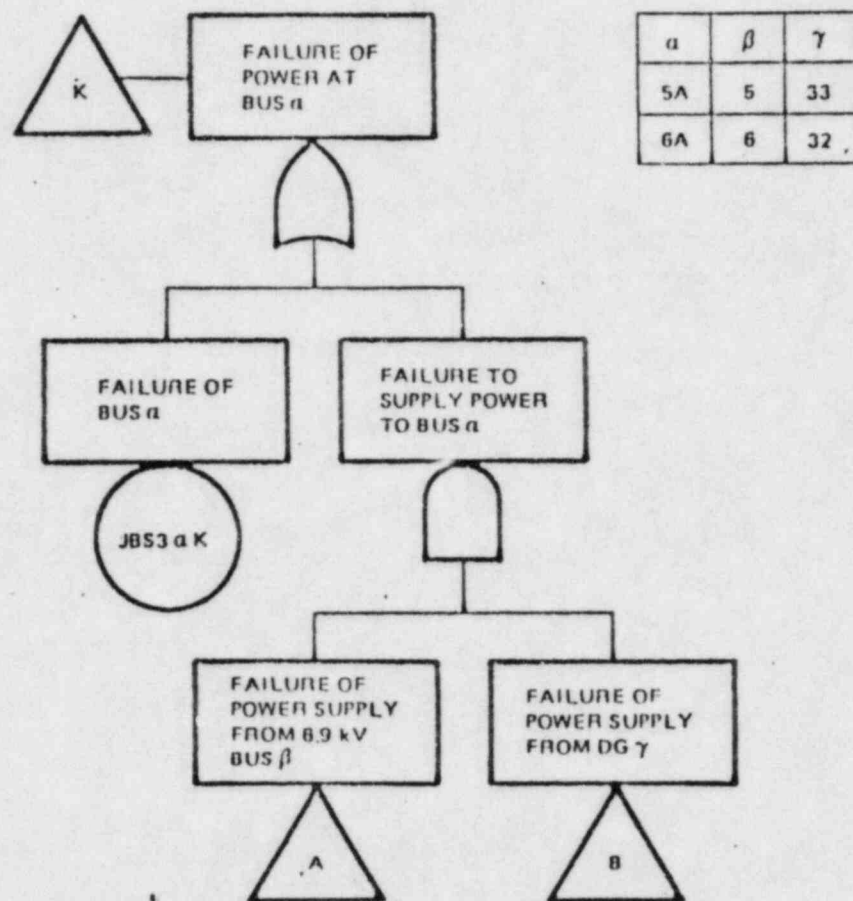 K
FAILURE OF
POWER AT
BUS α
α β γ
5A 5 33
6A 6 32
FAILURE OF
BUS α
FAILURE TO
SUPPLY POWER
TO BUS α
JBS3 α K
FAILURE OF
POWER SUPPLY
FROM 6.9 kV
BUS β
FAILURE OF
POWER SUPPLY
FROM DG γ
A
B